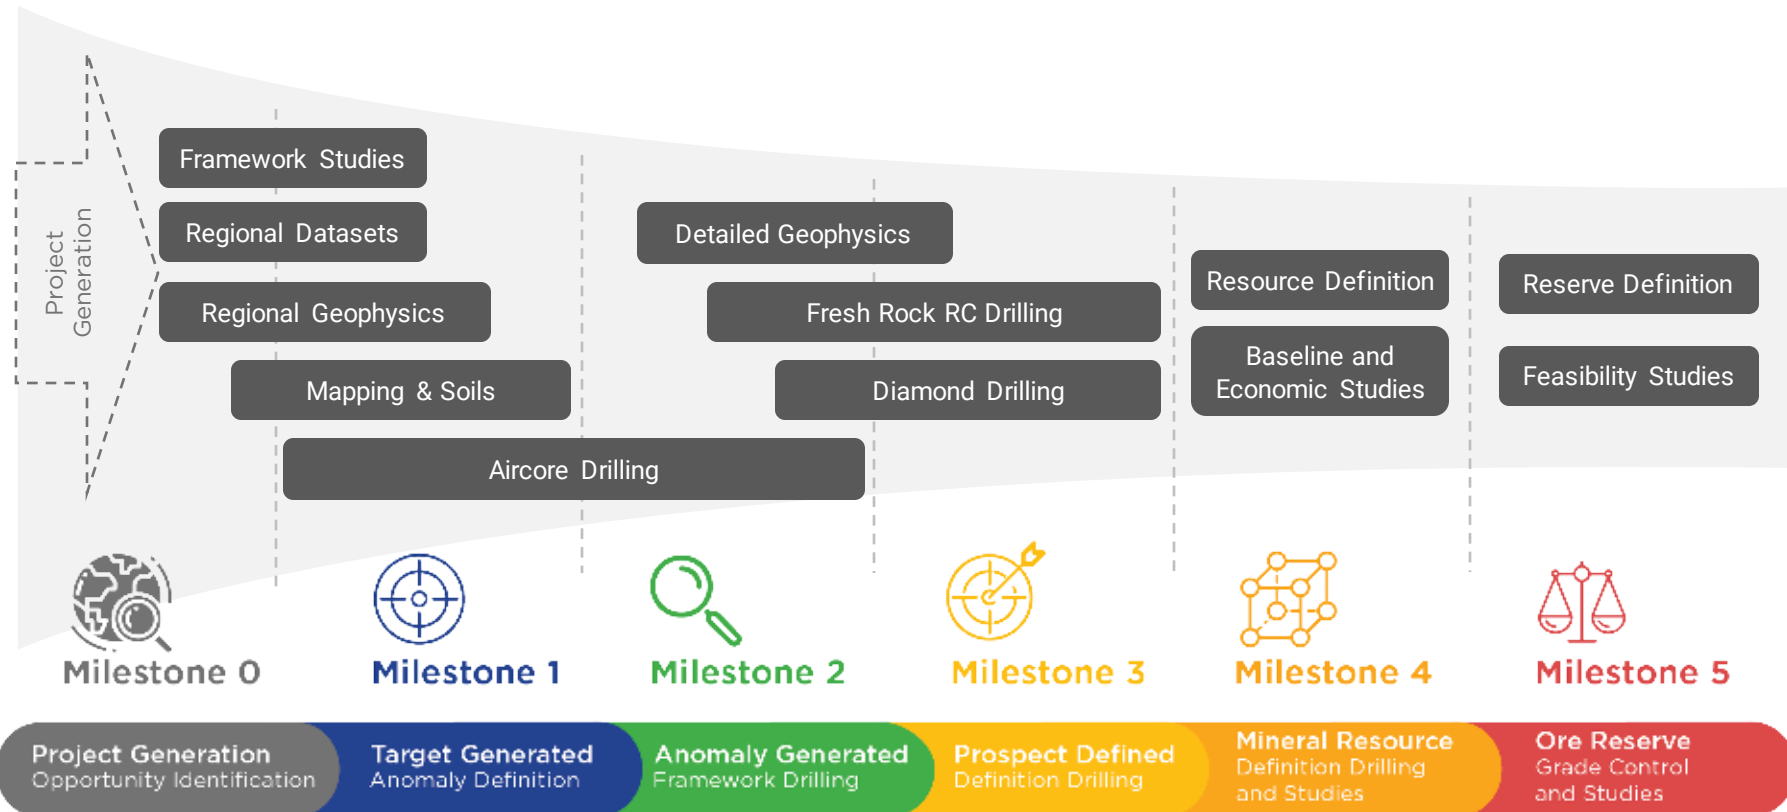 Project
Generation
Framework Studies
Regional Datasets
Regional Geophysics
Mapping & Soils
Aircore Drilling
Detailed Geophysics
Fresh Rock RC Drilling
Diamond Drilling
Resource Definition
Baseline and
Economic Studies
Reserve Definition
Feasibility Studies
Milestone 0
Milestone 1
Milestone 2
Milestone 3
Milestone 4
Milestone 5
Project Generation
Opportunity Identification
Target Generated
Anomaly Definition
Anomaly Generated
Framework Drilling
Prospect Defined
Definition Drilling
Mineral Resource
Definition Drilling
and Studies
Ore Reserve
Grade Control
and Studies